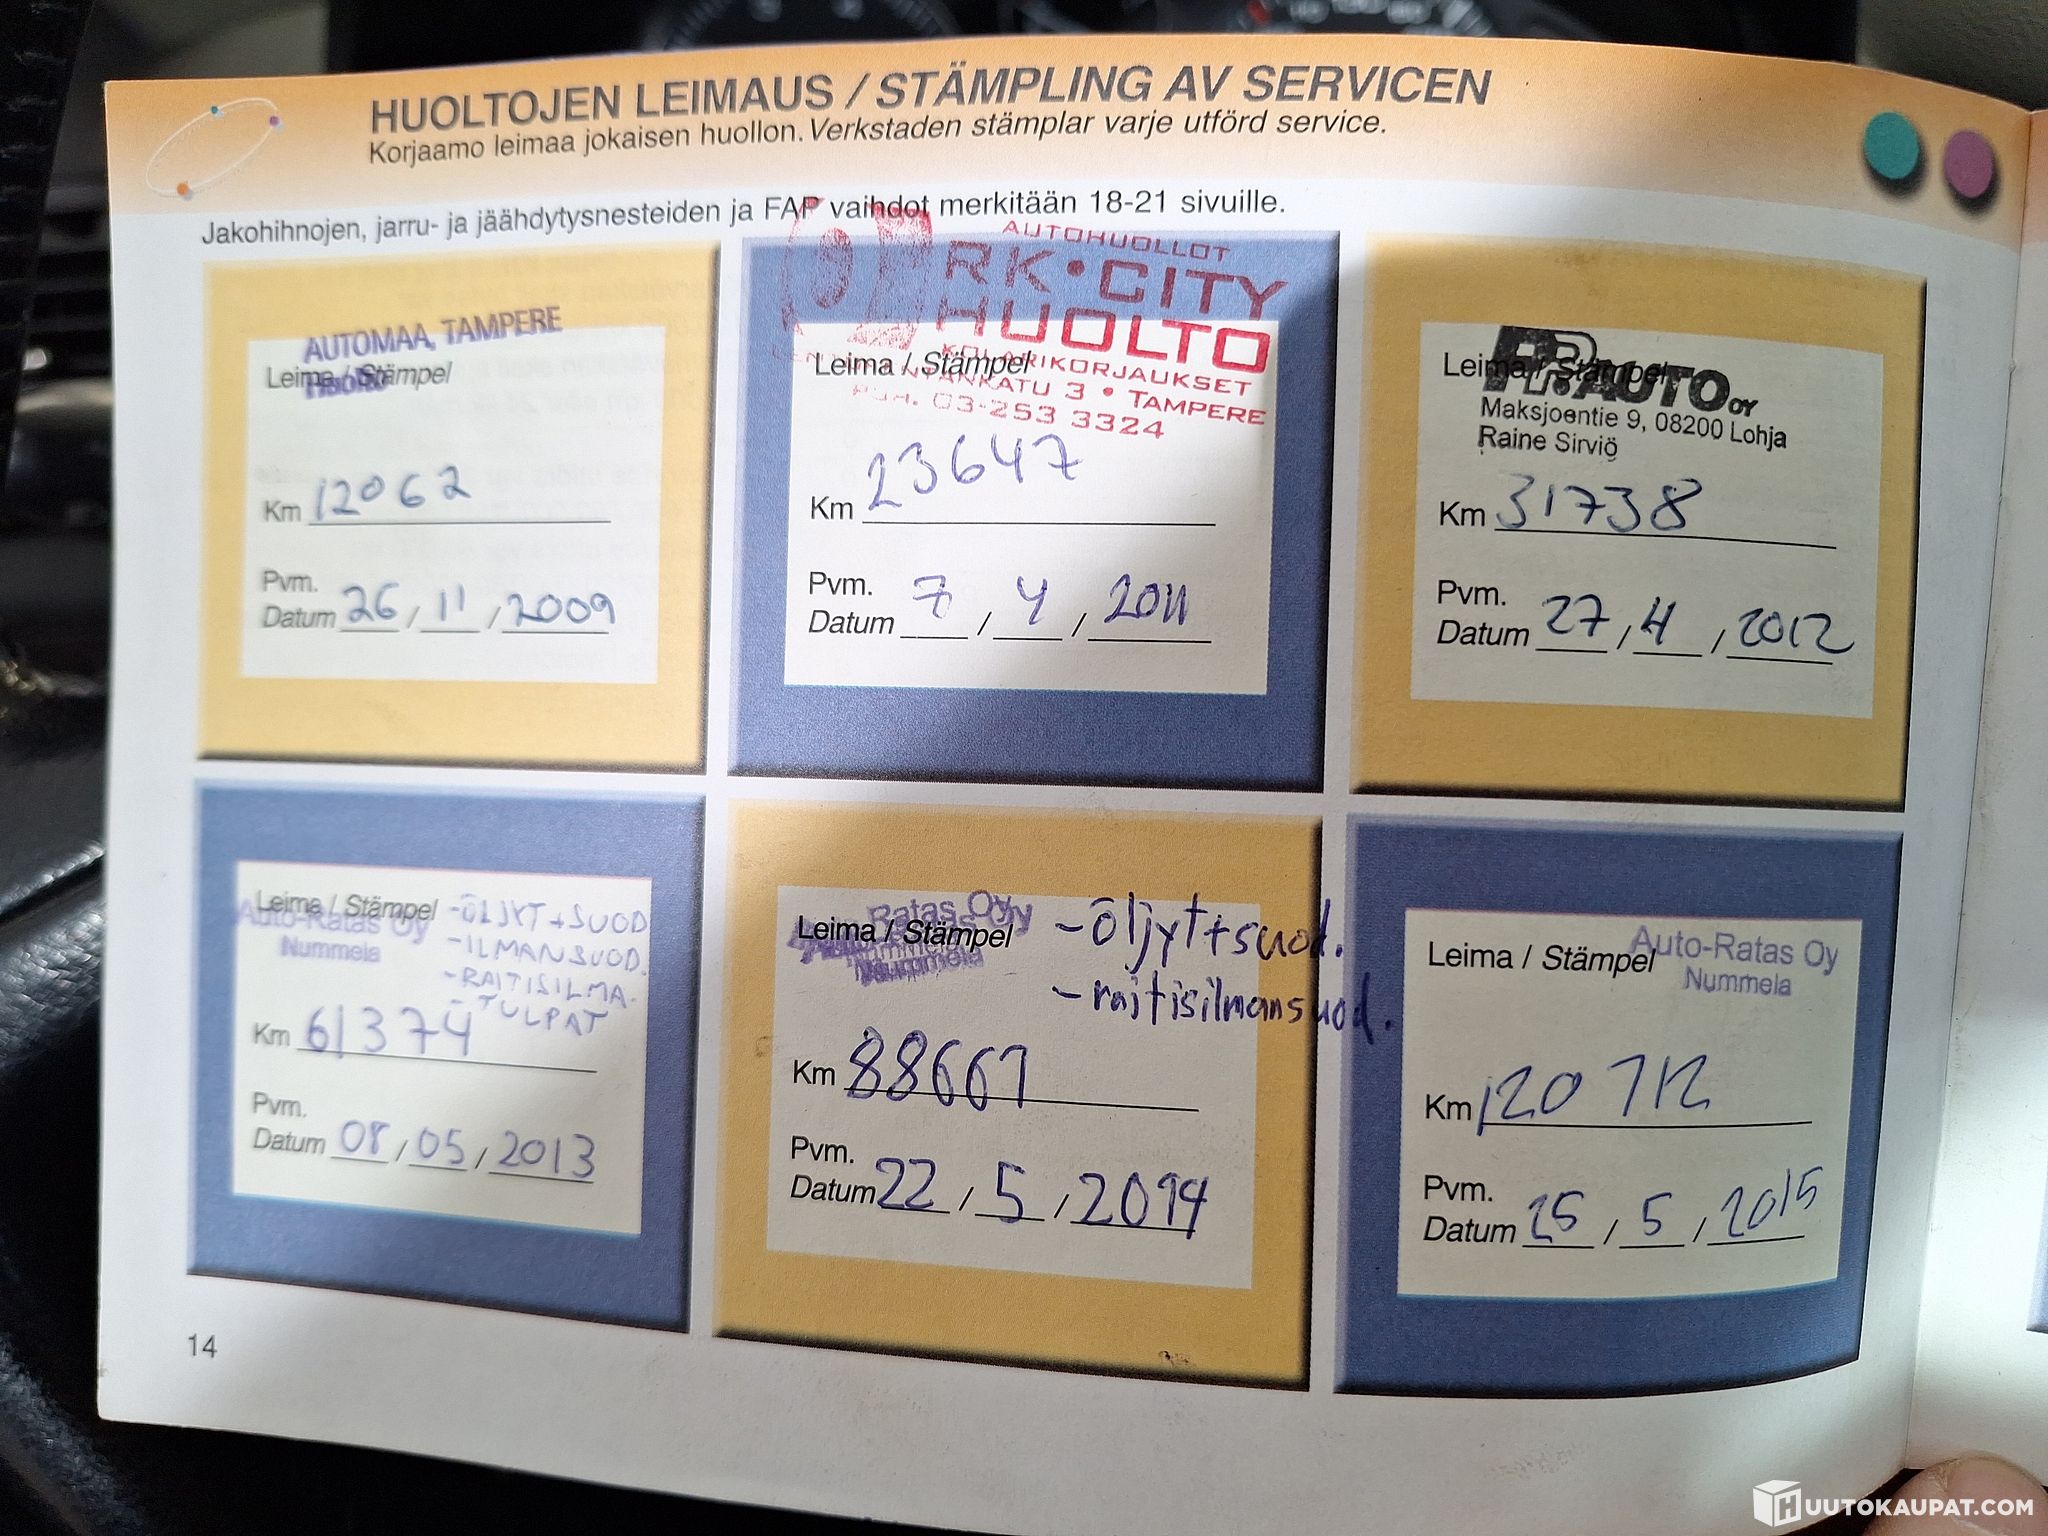 HUOLTOJEN LEIMAUS / STÄMPLING AV SERVICEN
Korjaamo leimaa jokaisen huollon. Verkstaden stämplar varje utförd service.
Jakohihnojen, jarru- ja jäähdytysnesteiden ja FAP vaihdot merkitään 18-21 sivuille.
AUTOMAA, TAMPERE
Huolto
Leima / Stämpel
Km 12062
Pvm.
Datum 26 / 11 / 2009
AUTOHUOLLOT
RK•CITY
HUOLTO
KOLARIKORJAUKSET
KATU 3 • TAMPERE
PUH. 03-253 3324
Leima / Stämpel
Km 23647
Pvm.
Datum 7 / 4 / 2011
AUTO OY
Maksjoentie 9, 08200 Lohja
Raine Sirviö
Leima / Stämpel
Km 31738
Pvm.
Datum 27 / 4 / 2012
Leima / Stämpel
Auto-Ratas Oy
Nummela
-ÖLJYT+SUOD
-ILMANSUOD.
-RAITISILMA.
-TULPAT
Km 61374
Pvm.
Datum 08 / 05 / 2013
Leima / Stämpel
Ratas Oy
Nummela
-öljyt+suod.
-raitisilmansuod.
Km 88661
Pvm.
Datum 22 / 5 / 2014
Leima / Stämpel
Auto-Ratas Oy
Nummela
Km 120712
Pvm.
Datum 25 / 5 / 2015
14
HUUTOKAUPAT.COM